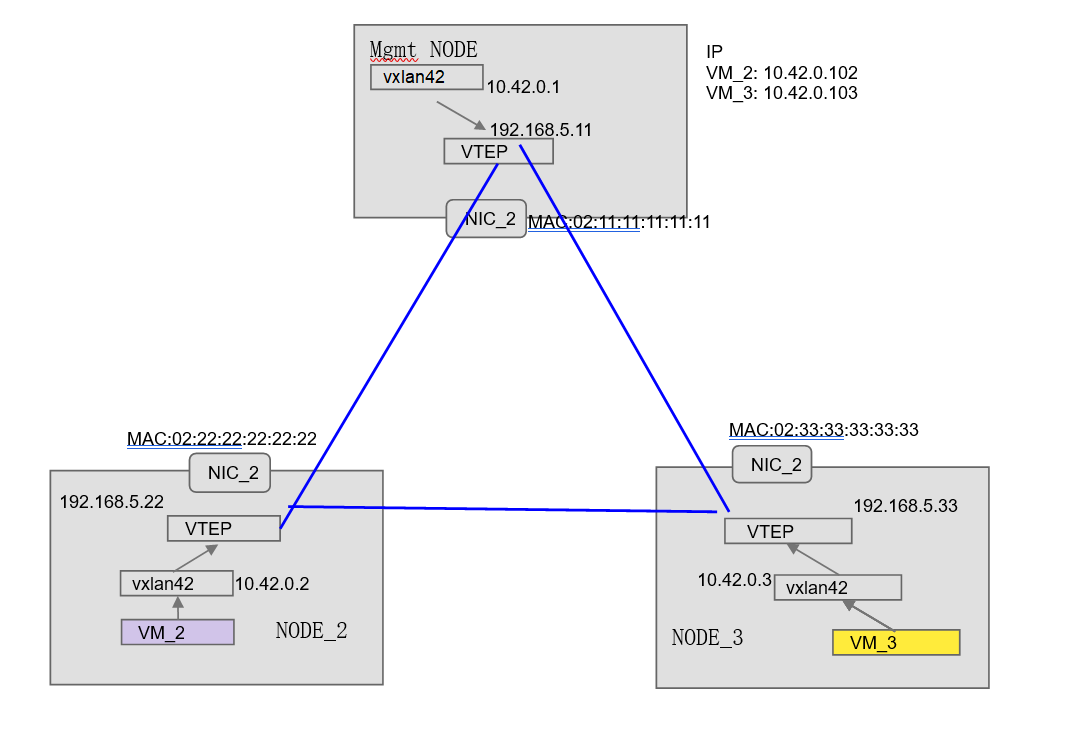 Mgmt NODE
vxlan42
10.42.0.1
192.168.5.11
VTEP
NIC_2
MAC:02:11:11:11:11:11
IP
VM_2: 10.42.0.102
VM_3: 10.42.0.103
MAC:02:22:22:22:22:22
NIC_2
192.168.5.22
VTEP
vxlan42
10.42.0.2
VM_2
NODE_2
MAC:02:33:33:33:33:33
NIC_2
192.168.5.33
VTEP
10.42.0.3
vxlan42
NODE_3
VM_3